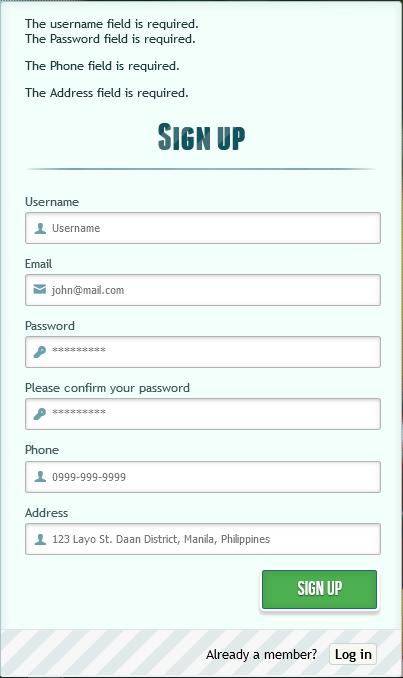 The username field is required.
The Password field is required.
The Phone field is required.
The Address field is required.
Sign up
Username
Username
Email
john@mail.com
Password
*********
Please confirm your password
*********
Phone
0999-999-9999
Address
123 Layo St. Daan District, Manila, Philippines
SIGN UP
Already a member? Log in